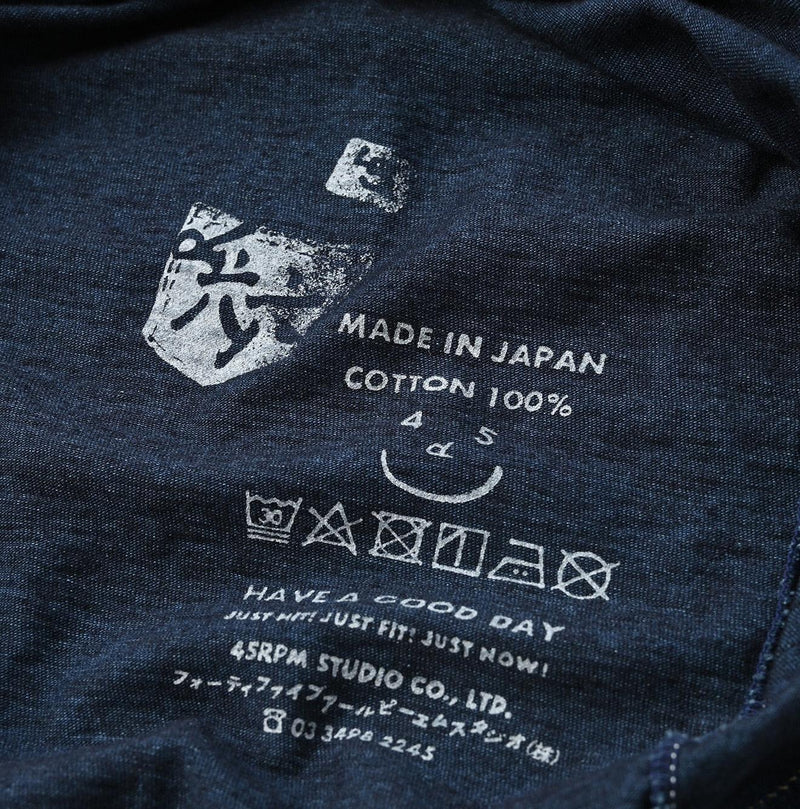 MADE IN JAPAN
COTTON 100%
4 R 5
30
HAVE A GOOD DAY
JUST HIT! JUST FIT! JUST NOW!
45RPM STUDIO CO., LTD.
フォーティファイブアールピーエムスタジオ(株)
☎ 03 3498 2245